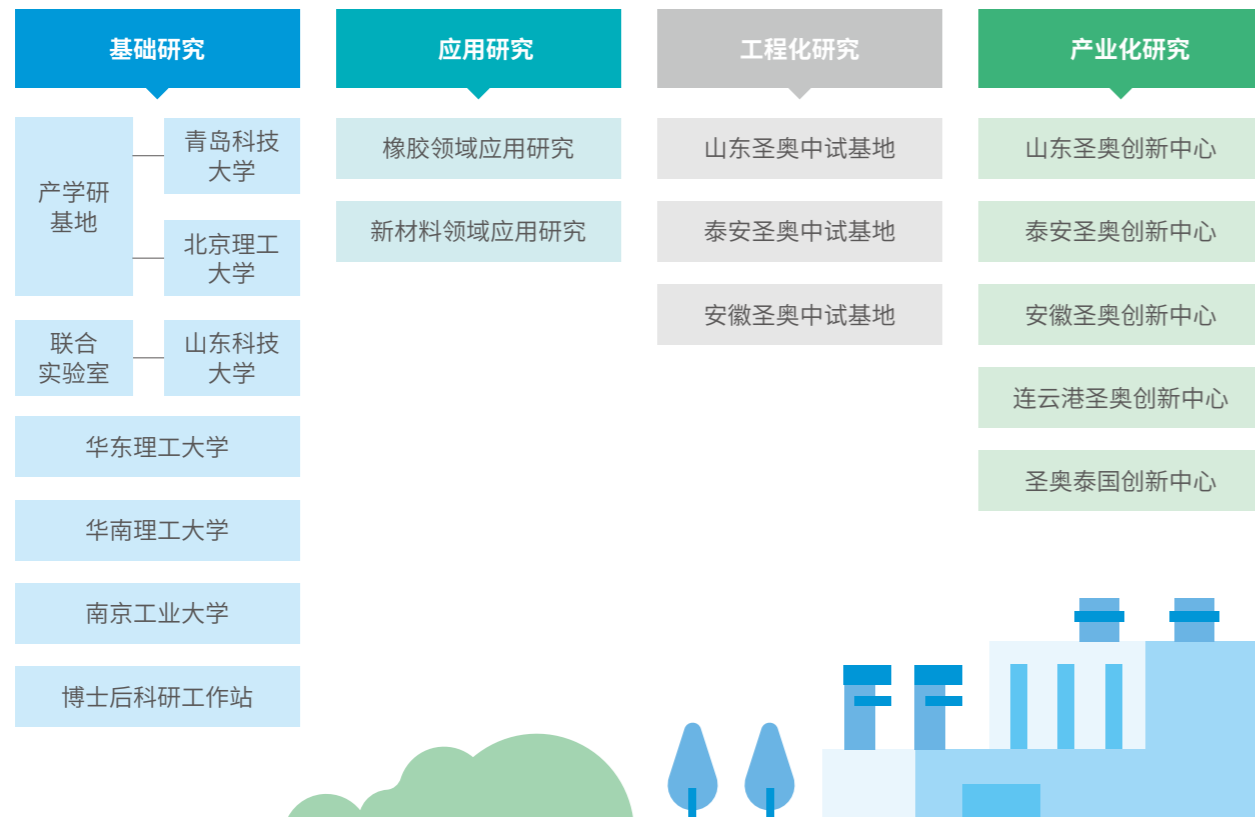 基础研究
产学研
基地
青岛科技
大学
北京理工
大学
联合
实验室
山东科技
大学
华东理工大学
华南理工大学
南京工业大学
博士后科研工作站
应用研究
橡胶领域应用研究
新材料领域应用研究
工程化研究
山东圣奥中试基地
泰安圣奥中试基地
安徽圣奥中试基地
产业化研究
山东圣奥创新中心
泰安圣奥创新中心
安徽圣奥创新中心
连云港圣奥创新中心
圣奥泰国创新中心